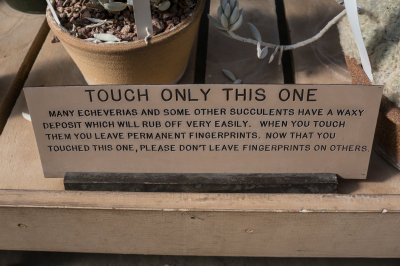 TOUCH ONLY THIS ONE
MANY ECHEVERIAS AND SOME OTHER SUCCULENTS HAVE A WAXY
DEPOSIT WHICH WILL RUB OFF VERY EASILY. WHEN YOU TOUCH
THEM YOU LEAVE PERMANENT FINGERPRINTS. NOW THAT YOU
TOUCHED THIS ONE, PLEASE DON'T LEAVE FINGERPRINTS ON OTHERS.